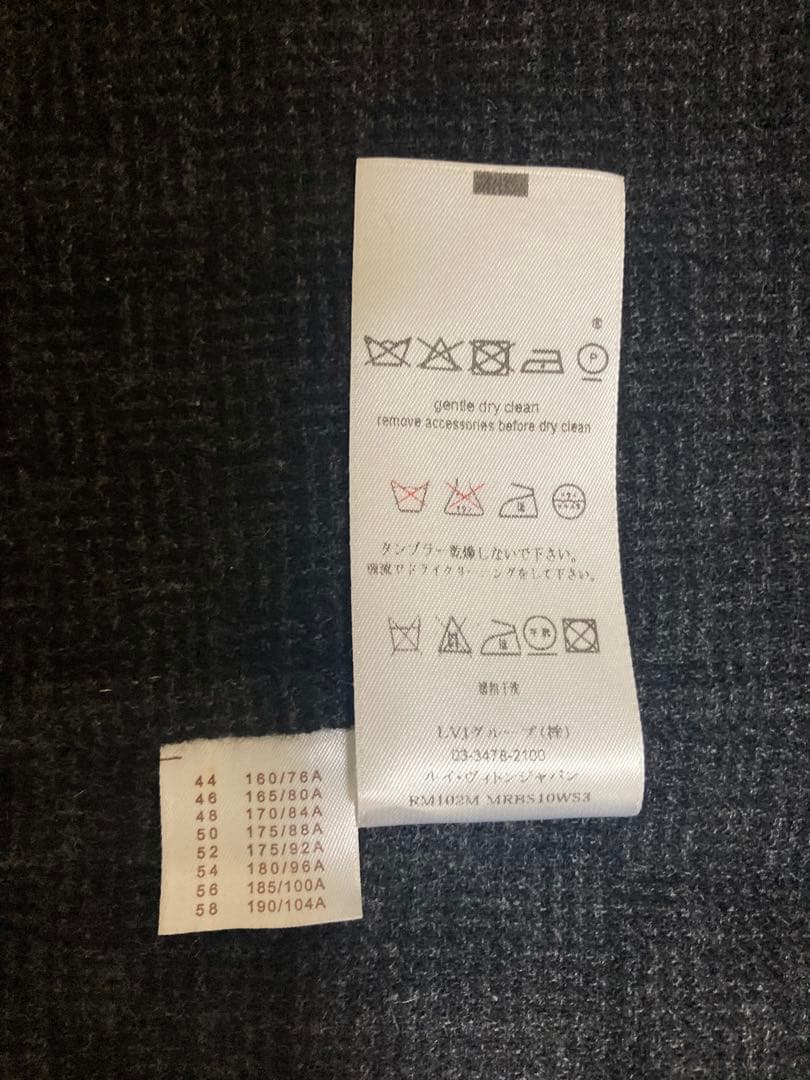 P
gentle dry clean
remove accessories before dry clean
タンブラー乾燥しないで下さい。
弱流でドライクリーニングをして下さい。
缓和干洗
LVJグループ(株)
03-3478-2100
ルイ・ヴィトンジャパン
RM102M MRBS10WS3
44 160/76A
46 165/80A
48 170/84A
50 175/88A
52 175/92A
54 180/96A
56 185/100A
58 190/104A